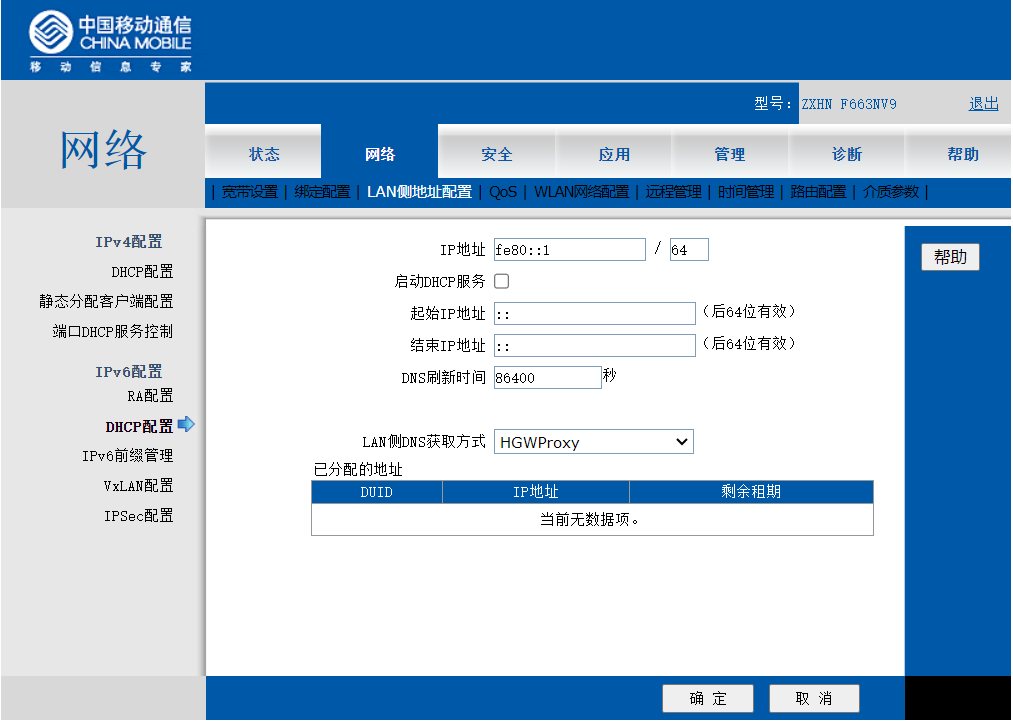 中国移动通信
CHINA MOBILE
移动信息专家
型号: ZXHN F663NV9 退出
网络
状态 网络 安全 应用 管理 诊断 帮助
| 宽带设置 | 绑定配置 | LAN侧地址配置 | QoS | WLAN网络配置 | 远程管理 | 时间管理 | 路由配置 | 介质参数 |
IPv4配置
DHCP配置
静态分配客户端配置
端口DHCP服务控制
IPv6配置
RA配置
DHCP配置
IPv6前缀管理
VxLAN配置
IPSec配置
IP地址 fe80::1 / 64
启动DHCP服务
起始IP地址 :: (后64位有效)
结束IP地址 :: (后64位有效)
DNS刷新时间 86400 秒
LAN侧DNS获取方式 HGWProxy
已分配的地址
DUID IP地址 剩余租期
当前无数据项。
帮助
确 定 取 消